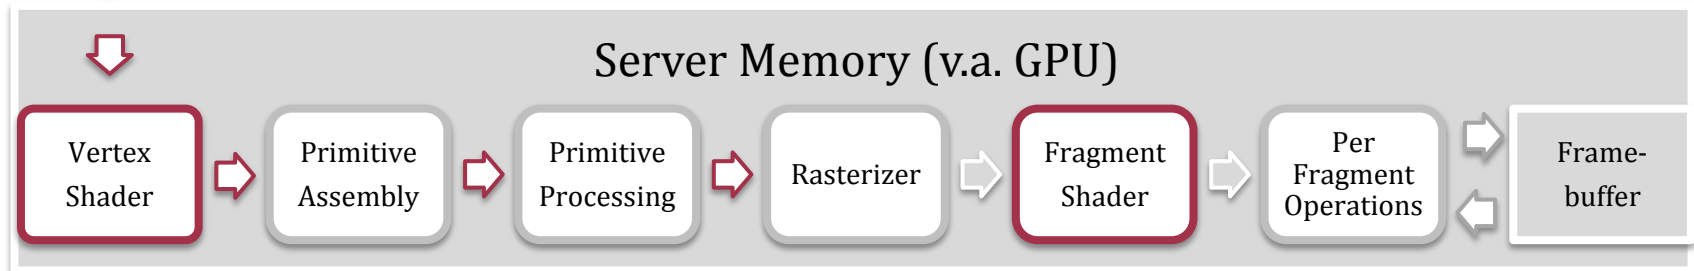 Server Memory (v.a. GPU)
Vertex
Shader
Primitive
Assembly
Primitive
Processing
Rasterizer
Fragment
Shader
Per
Fragment
Operations
Frame-
buffer